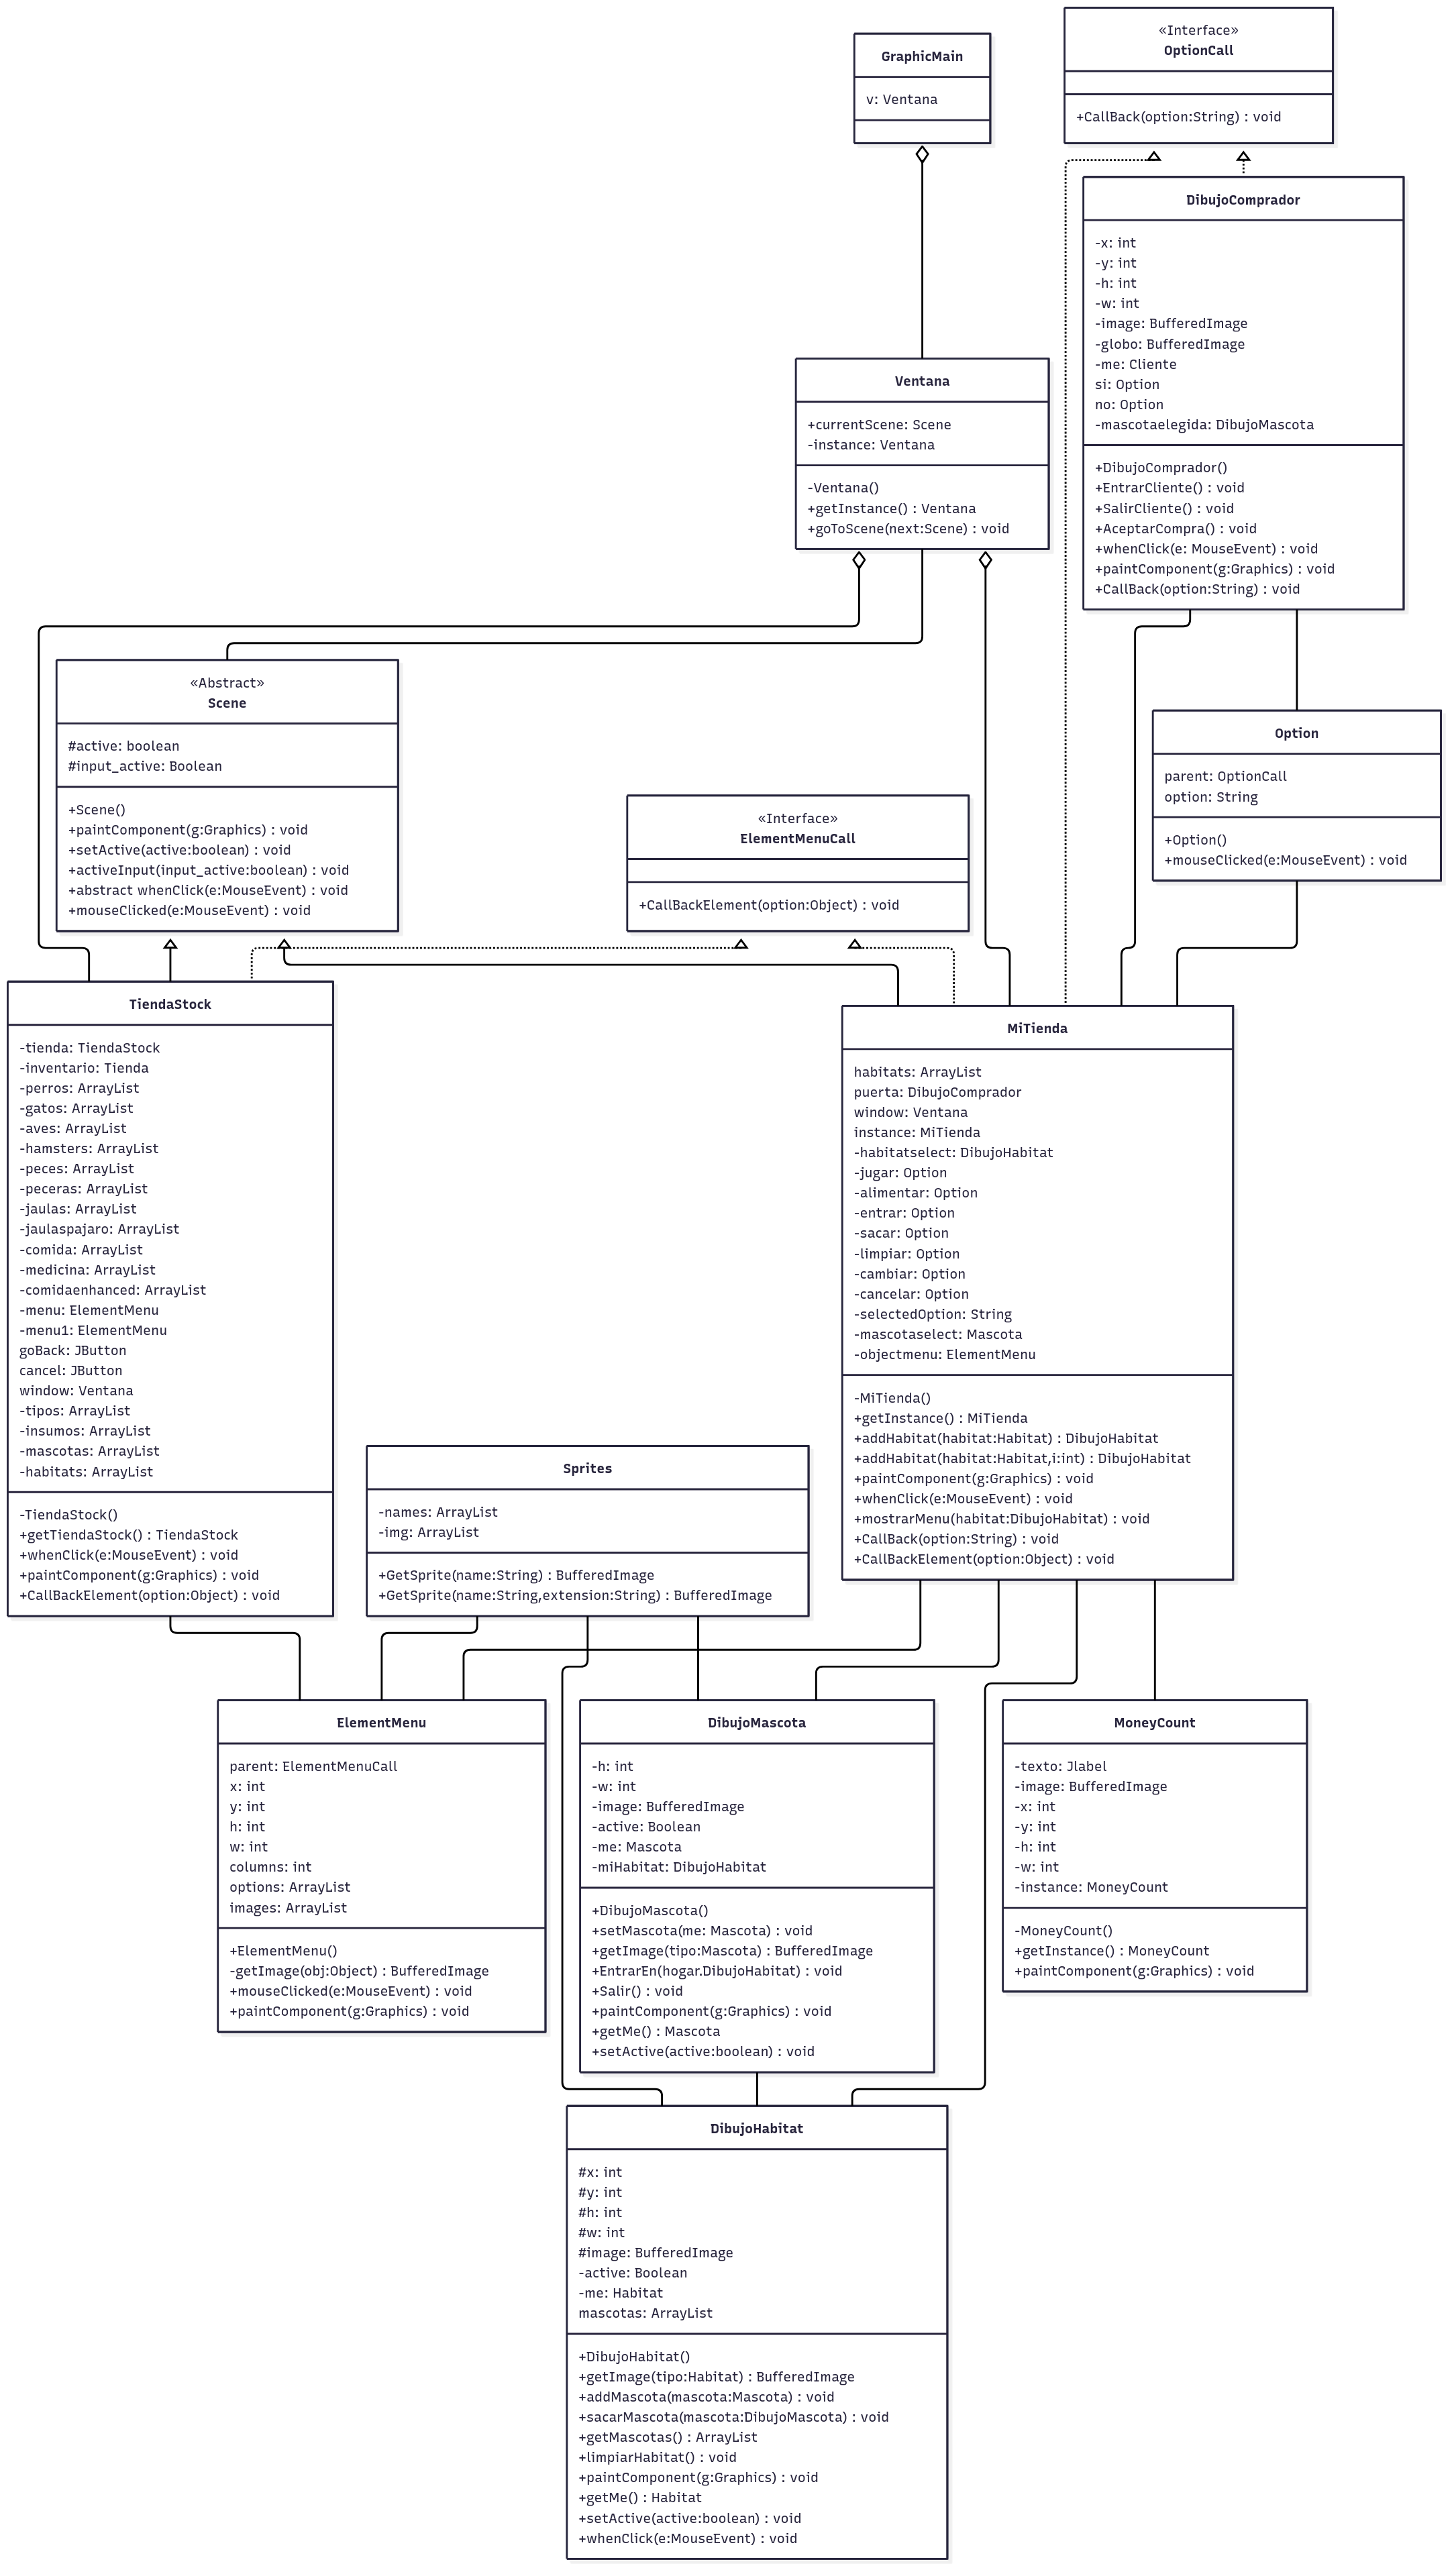 GraphicMain
v: Ventana
«Interface»
OptionCall
+CallBack(option:String) : void
DibujoComprador
-x: int
-y: int
-h: int
-w: int
-image: BufferedImage
-globo: BufferedImage
-me: Cliente
si: Option
no: Option
-mascotaelegida: DibujoMascota
+DibujoComprador()
+EntrarCliente() : void
+SalirCliente() : void
+AceptarCompra() : void
+whenClick(e: MouseEvent) : void
+paintComponent(g:Graphics) : void
+CallBack(option:String) : void
Ventana
+currentScene: Scene
-instance: Ventana
-Ventana()
+getInstance() : Ventana
+goToScene(next:Scene) : void
«Abstract»
Scene
#active: boolean
#input_active: Boolean
+Scene()
+paintComponent(g:Graphics) : void
+setActive(active:boolean) : void
+activeInput(input_active:boolean) : void
+abstract whenClick(e:MouseEvent) : void
+mouseClicked(e:MouseEvent) : void
«Interface»
ElementMenuCall
+CallBackElement(option:Object) : void
Option
parent: OptionCall
option: String
+Option()
+mouseClicked(e:MouseEvent) : void
TiendaStock
-tienda: TiendaStock
-inventario: Tienda
-perros: ArrayList
-gatos: ArrayList
-aves: ArrayList
-hamsters: ArrayList
-peces: ArrayList
-peceras: ArrayList
-jaulas: ArrayList
-jaulaspajaro: ArrayList
-comida: ArrayList
-medicina: ArrayList
-comidaenhanced: ArrayList
-menu: ElementMenu
-menu1: ElementMenu
goBack: JButton
cancel: JButton
window: Ventana
-tipos: ArrayList
-insumos: ArrayList
-mascotas: ArrayList
-habitats: ArrayList
-TiendaStock()
+getTiendaStock() : TiendaStock
+whenClick(e:MouseEvent) : void
+paintComponent(g:Graphics) : void
+CallBackElement(option:Object) : void
MiTienda
habitats: ArrayList
puerta: DibujoComprador
window: Ventana
instance: MiTienda
-habitatselect: DibujoHabitat
-jugar: Option
-alimentar: Option
-entrar: Option
-sacar: Option
-limpiar: Option
-cambiar: Option
-cancelar: Option
-selectedOption: String
-mascotaselect: Mascota
-objectmenu: ElementMenu
-MiTienda()
+getInstance() : MiTienda
+addHabitat(habitat:Habitat) : DibujoHabitat
+addHabitat(habitat:Habitat,i:int) : DibujoHabitat
+paintComponent(g:Graphics) : void
+whenClick(e:MouseEvent) : void
+mostrarMenu(habitat:DibujoHabitat) : void
+CallBack(option:String) : void
+CallBackElement(option:Object) : void
Sprites
-names: ArrayList
-img: ArrayList
+GetSprite(name:String) : BufferedImage
+GetSprite(name:String,extension:String) : BufferedImage
ElementMenu
parent: ElementMenuCall
x: int
y: int
h: int
w: int
columns: int
options: ArrayList
images: ArrayList
+ElementMenu()
-getImage(obj:Object) : BufferedImage
+mouseClicked(e:MouseEvent) : void
+paintComponent(g:Graphics) : void
DibujoMascota
-h: int
-w: int
-image: BufferedImage
-active: Boolean
-me: Mascota
-miHabitat: DibujoHabitat
+DibujoMascota()
+setMascota(me: Mascota) : void
+getImage(tipo:Mascota) : BufferedImage
+EntrarEn(hogar.DibujoHabitat) : void
+Salir() : void
+paintComponent(g:Graphics) : void
+getMe() : Mascota
+setActive(active:boolean) : void
MoneyCount
-texto: Jlabel
-image: BufferedImage
-x: int
-y: int
-h: int
-w: int
-instance: MoneyCount
-MoneyCount()
+getInstance() : MoneyCount
+paintComponent(g:Graphics) : void
DibujoHabitat
#x: int
#y: int
#h: int
#w: int
#image: BufferedImage
-active: Boolean
-me: Habitat
mascotas: ArrayList
+DibujoHabitat()
+getImage(tipo:Habitat) : BufferedImage
+addMascota(mascota:Mascota) : void
+sacarMascota(mascota:DibujoMascota) : void
+getMascotas() : ArrayList
+limpiarHabitat() : void
+paintComponent(g:Graphics) : void
+getMe() : Habitat
+setActive(active:boolean) : void
+whenClick(e:MouseEvent) : void